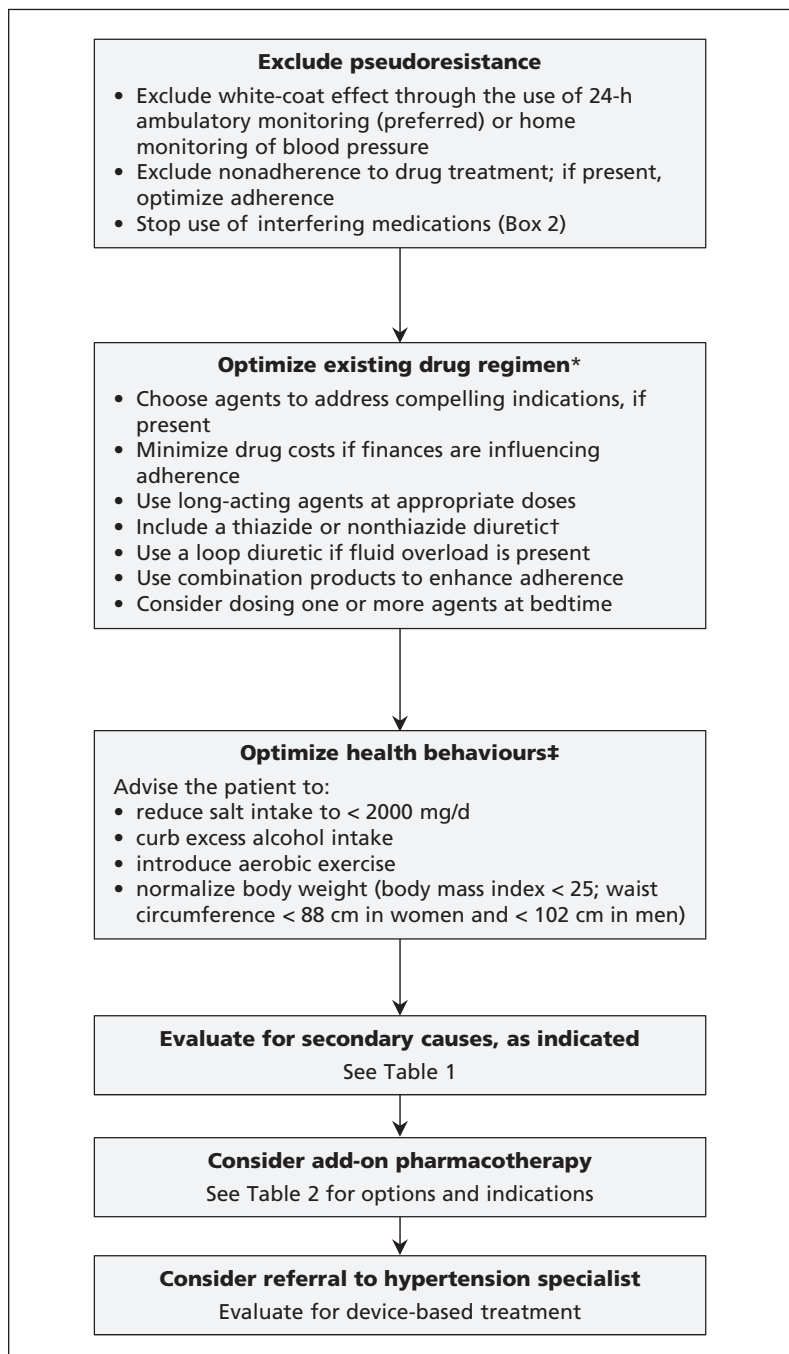 Exclude pseudoresistance
• Exclude white-coat effect through the use of 24-h
ambulatory monitoring (preferred) or home
monitoring of blood pressure
• Exclude nonadherence to drug treatment; if present,
optimize adherence
• Stop use of interfering medications (Box 2)
Optimize existing drug regimen*
• Choose agents to address compelling indications, if
present
• Minimize drug costs if finances are influencing
adherence
• Use long-acting agents at appropriate doses
• Include a thiazide or nonthiazide diuretic†
• Use a loop diuretic if fluid overload is present
• Use combination products to enhance adherence
• Consider dosing one or more agents at bedtime
Optimize health behaviours‡
Advise the patient to:
• reduce salt intake to < 2000 mg/d
• curb excess alcohol intake
• introduce aerobic exercise
• normalize body weight (body mass index < 25; waist
circumference < 88 cm in women and < 102 cm in men)
Evaluate for secondary causes, as indicated
See Table 1
Consider add-on pharmacotherapy
See Table 2 for options and indications
Consider referral to hypertension specialist
Evaluate for device-based treatment